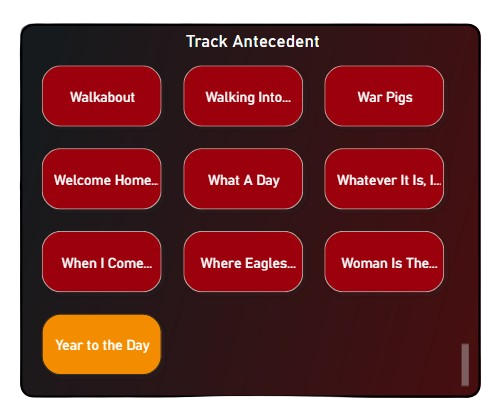 Track Antecedent
Walkabout
Walking Into...
War Pigs
Welcome Home...
What A Day
Whatever It Is, I...
When I Come...
Where Eagles...
Woman Is The...
Year to the Day